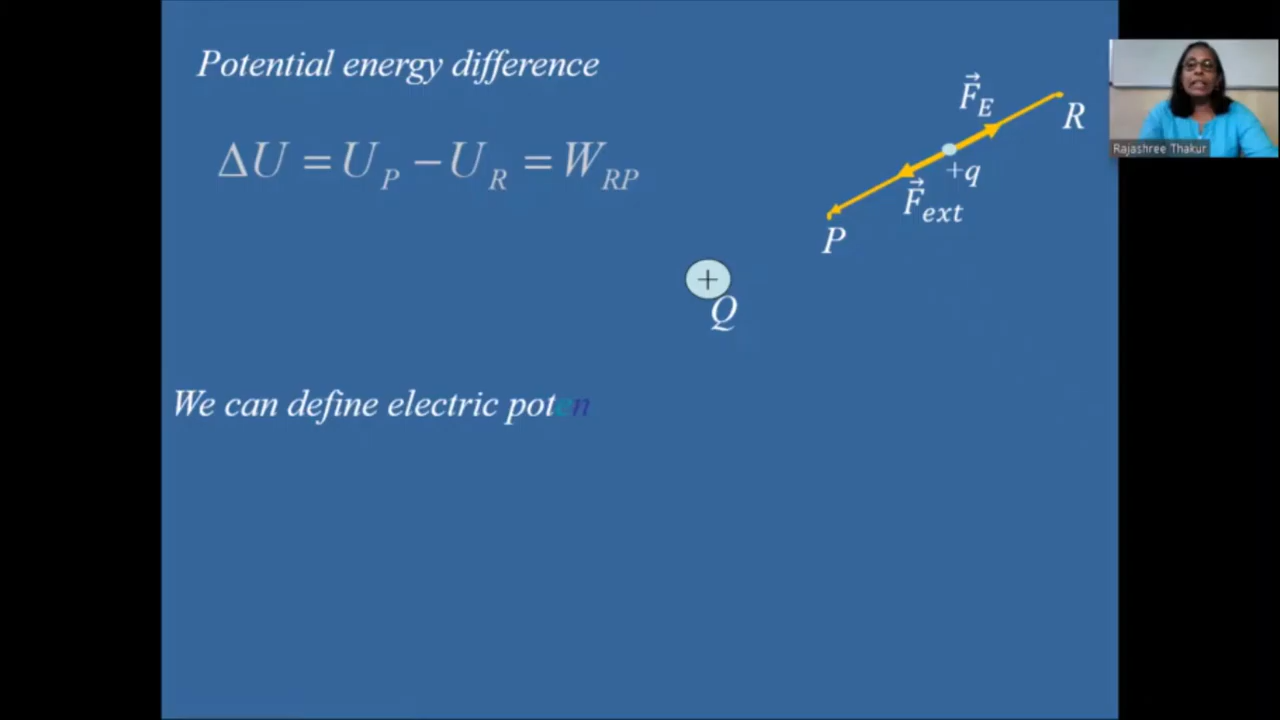 Potential energy difference
ΔU = U_P − U_R = W_RP
F⃗_E
R
+q
F⃗_ext
P
+
Q
We can define electric poten
Rajashree Thakur